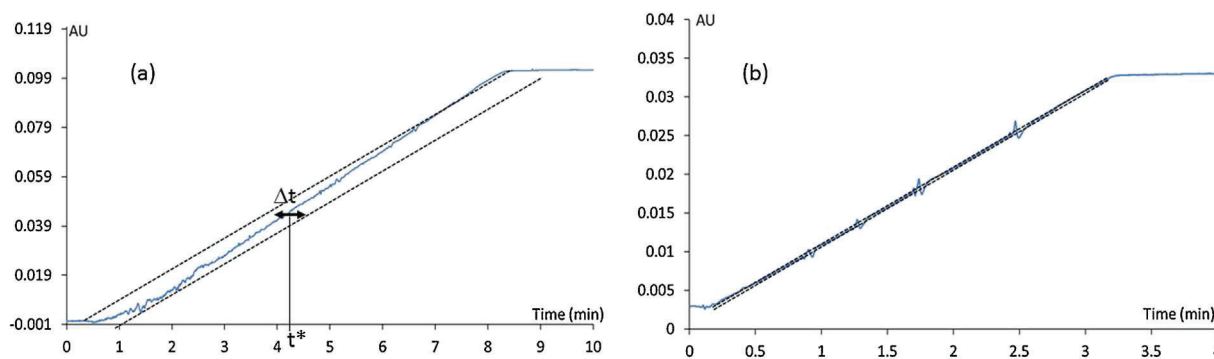 0.119
AU
(a)
0.099
0.079
0.059
Δt
0.039
0.019
Time (min)
-0.001
0 1 2 3 4 t* 5 6 7 8 9 10
0.04
AU
0.035
(b)
0.03
0.025
0.02
0.015
0.01
0.005
Time (min)
0
0 0.5 1 1.5 2 2.5 3 3.5